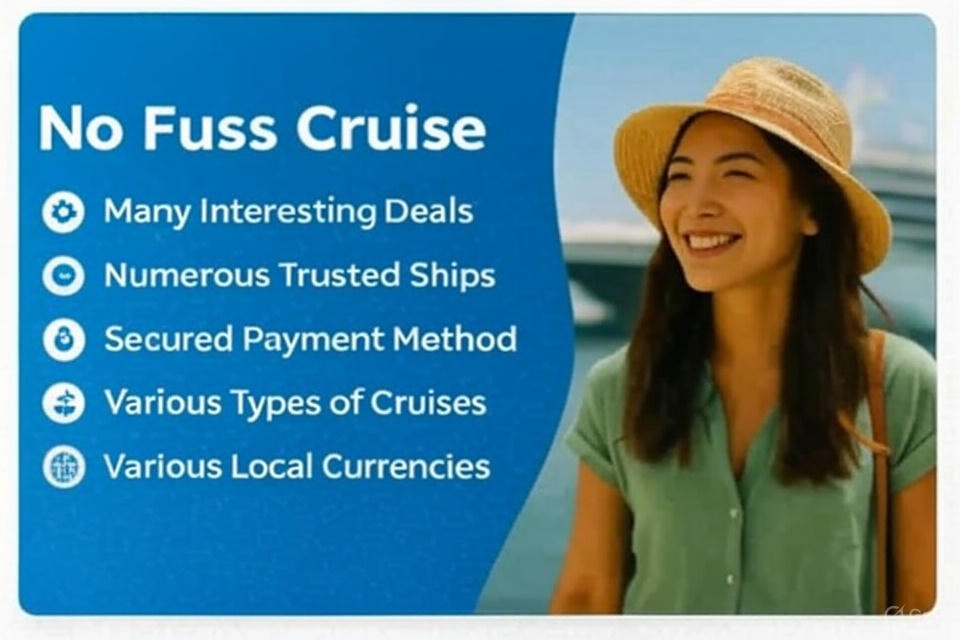 No Fuss Cruise
Many Interesting Deals
Numerous Trusted Ships
Secured Payment Method
Various Types of Cruises
Various Local Currencies